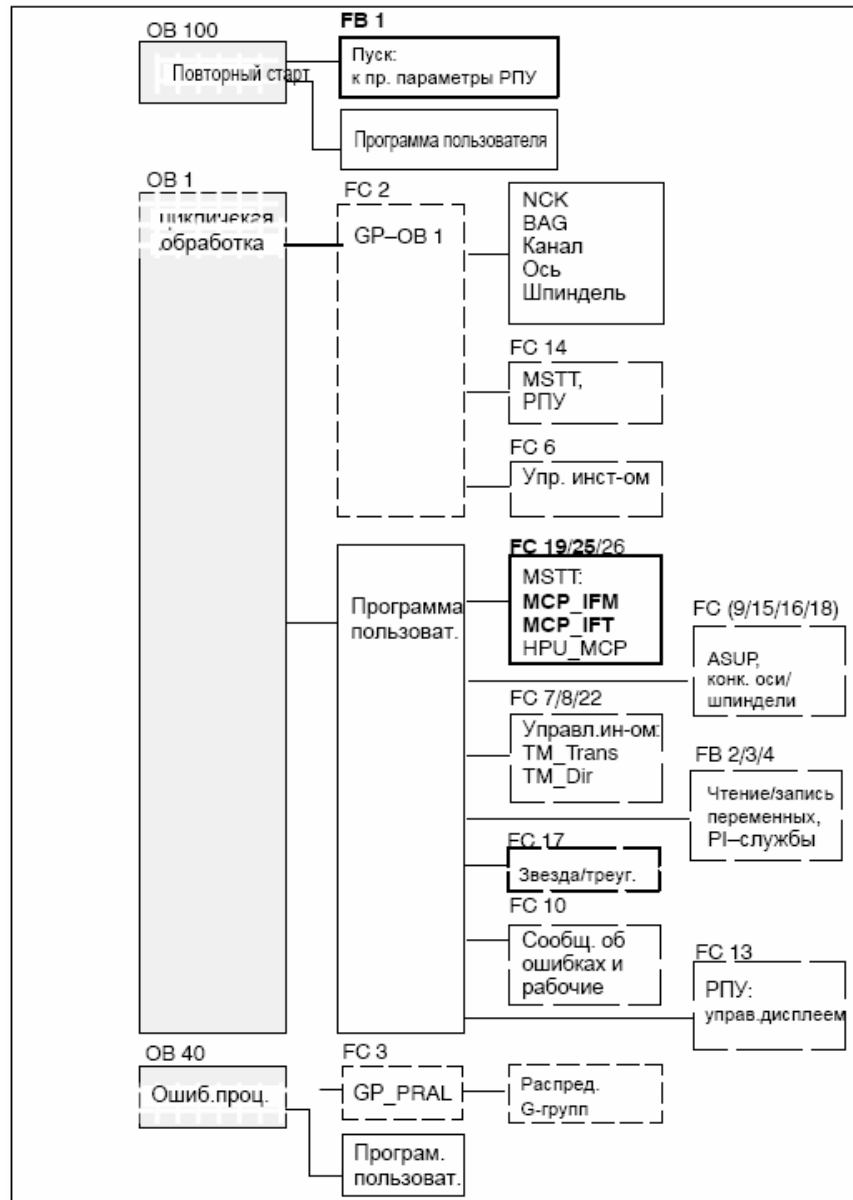 OB 100
FB 1
Повторный старт
Пуск:
к пр. параметры РПУ
Программа пользователя
OB 1
FC 2
циклическая
.обработка
GP–OB 1
NCK
BAG
Канал
Ось
Шпиндель
FC 14
MSTT,
РПУ
FC 6
Упр. инст-ом
Программа
пользоват.
FC 19/25/26
MSTT:
MCP_IFM
MCP_IFT
HPU_MCP
FC (9/15/16/18)
ASUP,
конк. оси/
шпиндели
FC 7/8/22
Управл.ин-ом:
TM_Trans
TM_Dir
FB 2/3/4
Чтение/запись
переменных,
PI–службы
FC 17
Звезда/треуг.
FC 10
Сообщ. об
ошибках и
рабочие
FC 13
РПУ:
управ.дисплеем
OB 40
FC 3
Ошиб.проц.
GP_PRAL
Распред.
G-групп
Програм.
пользоват.